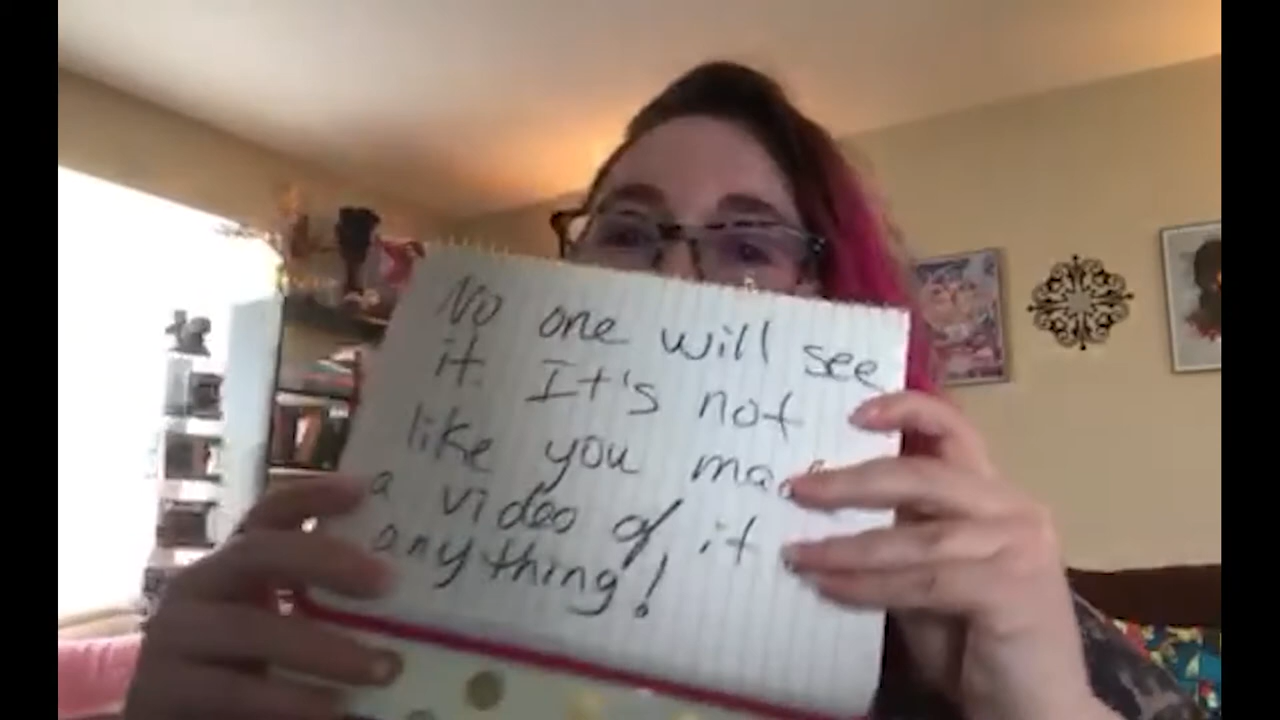 No one will see
it. It's not
like you
a video of it
anything!